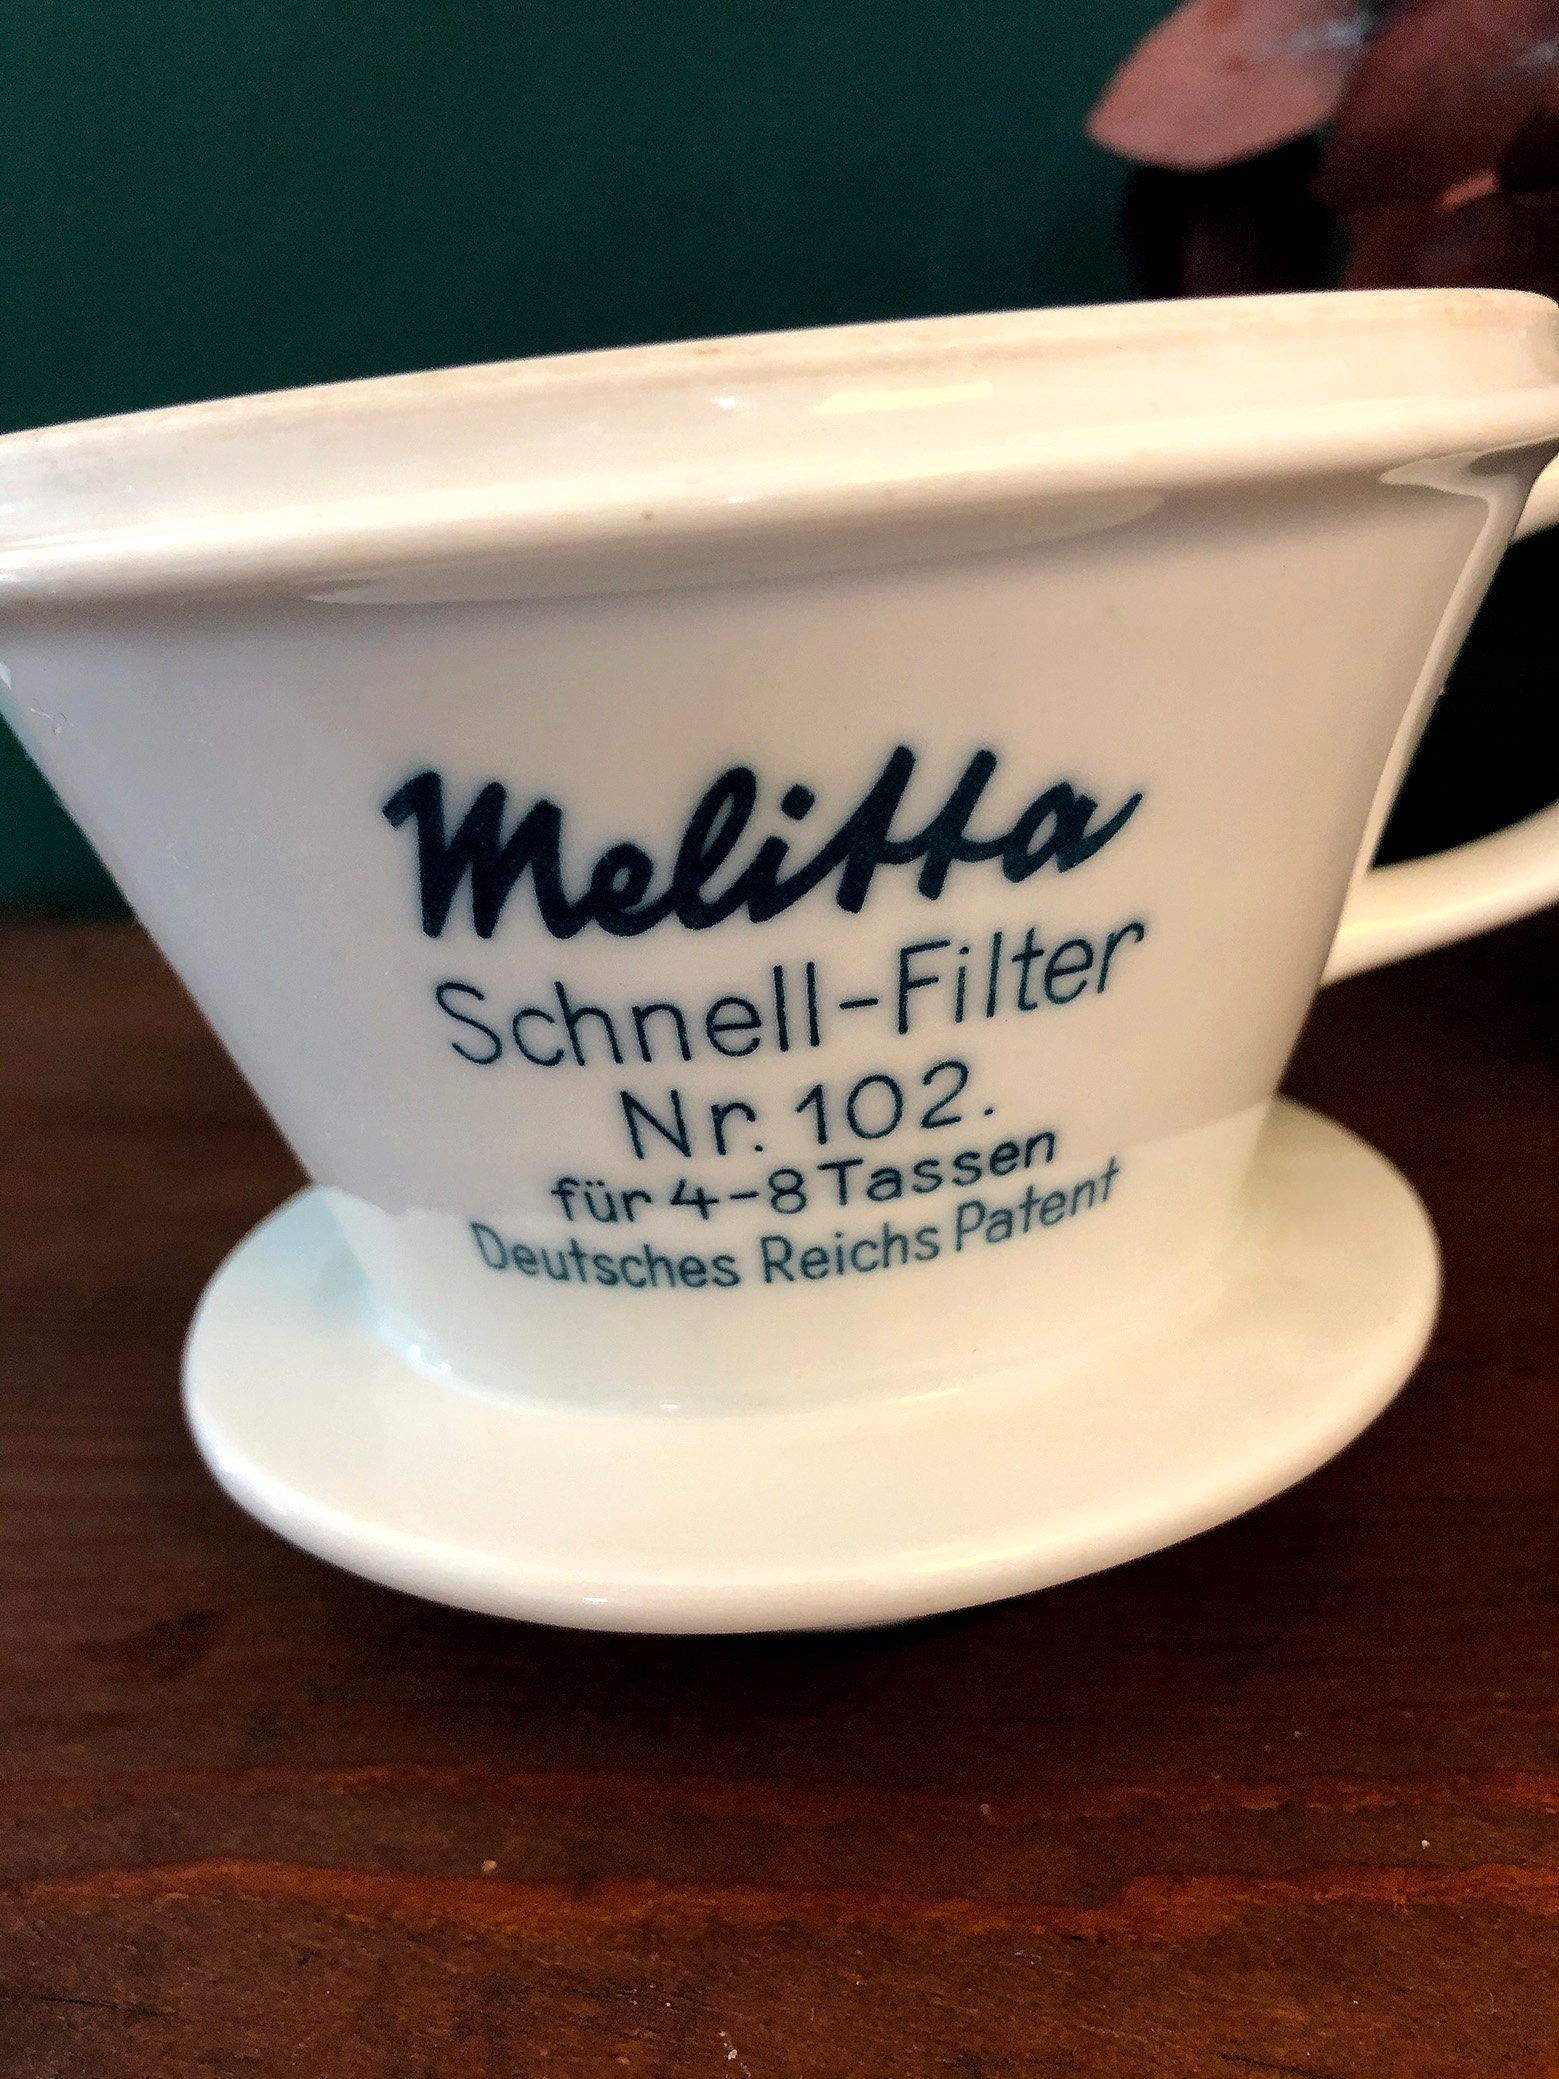 Melitta
Schnell-Filter
Nr. 102.
für 4-8 Tassen
Deutsches Reichs Patent